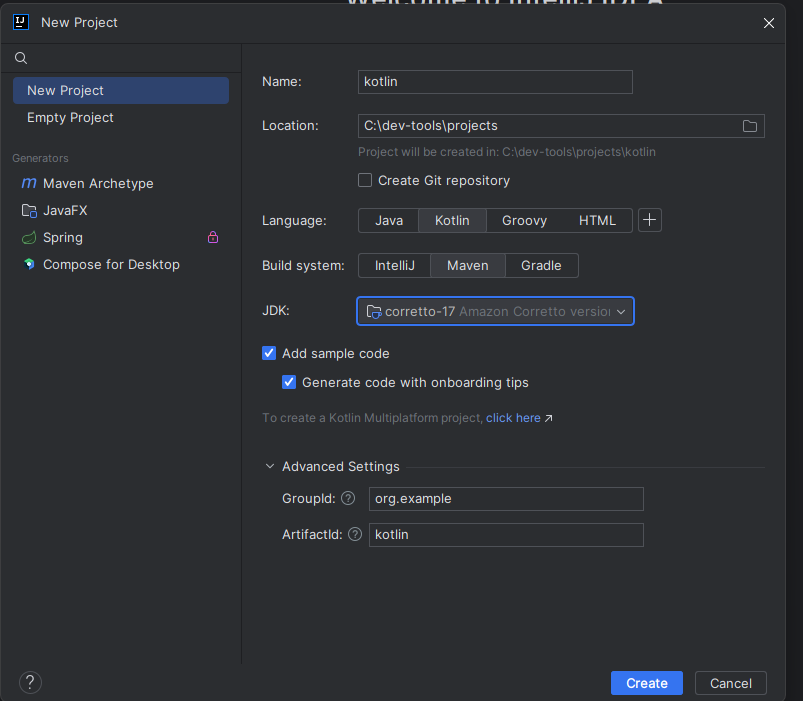 New Project
New Project
Empty Project
Generators
Maven Archetype
JavaFX
Spring
Compose for Desktop
Name: kotlin
Location: C:\dev-tools\projects
Project will be created in: C:\dev-tools\projects\kotlin
Create Git repository
Language: Java Kotlin Groovy HTML +
Build system: IntelliJ Maven Gradle
JDK: corretto-17 Amazon Corretto version
Add sample code
Generate code with onboarding tips
To create a Kotlin Multiplatform project, click here ↗
Advanced Settings
GroupId: ? org.example
ArtifactId: ? kotlin
? Create Cancel